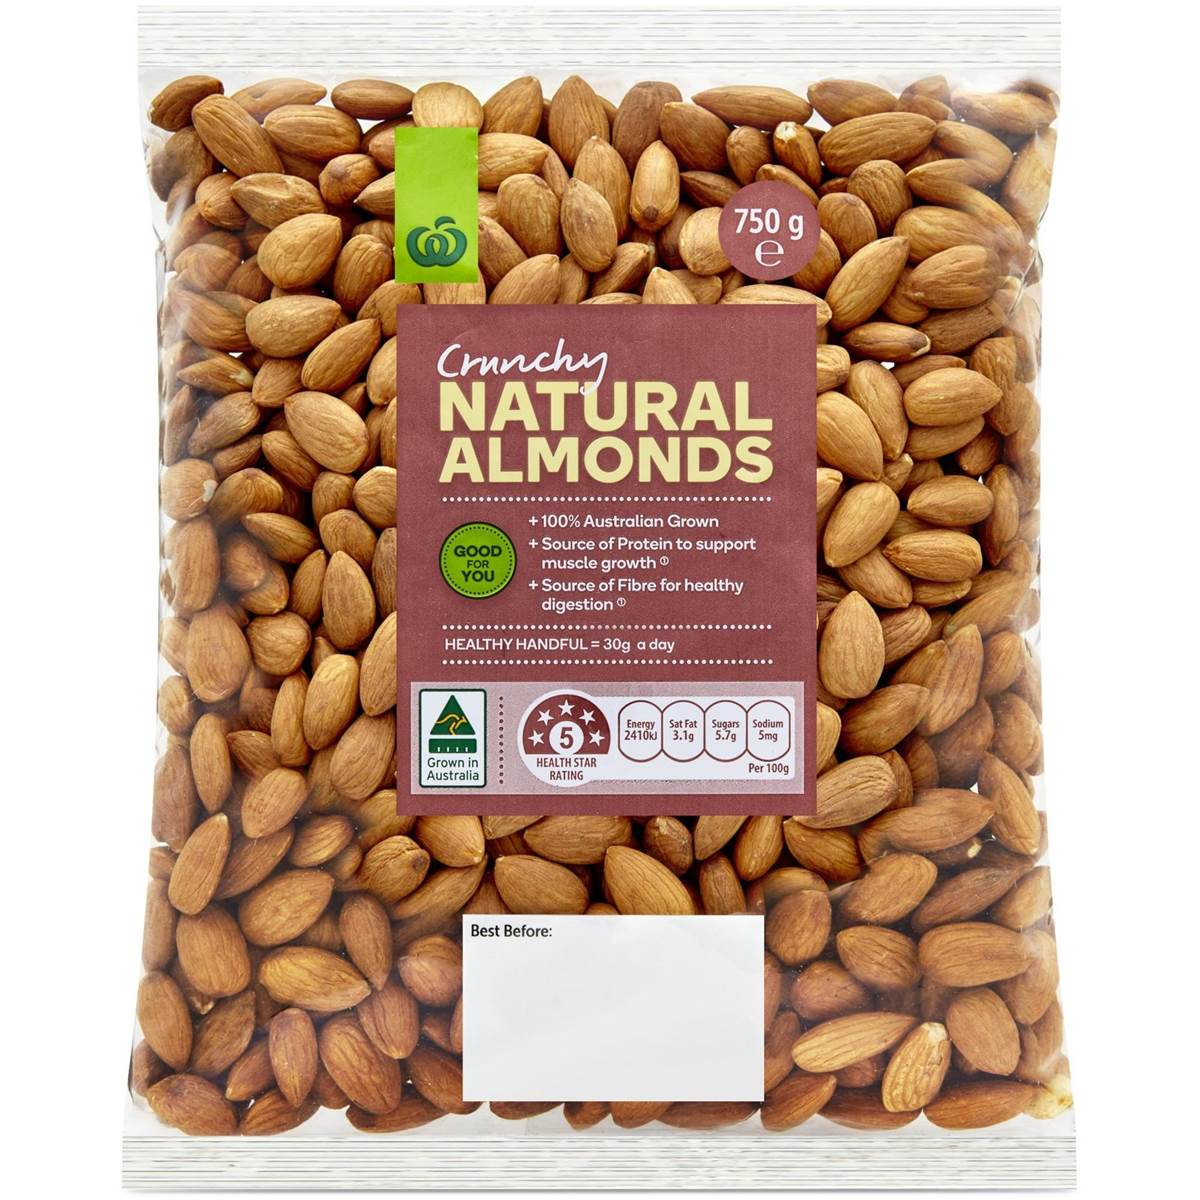 750 g
e
Crunchy
NATURAL
ALMONDS
GOOD
FOR
YOU
+ 100% Australian Grown
+ Source of Protein to support
muscle growth ①
+ Source of Fibre for healthy
digestion ①
HEALTHY HANDFUL = 30g a day
Grown in
Australia
5
HEALTH STAR
RATING
Energy
2410kJ
Sat Fat
3.1g
Sugars
5.7g
Sodium
5mg
Per 100g
Best Before: